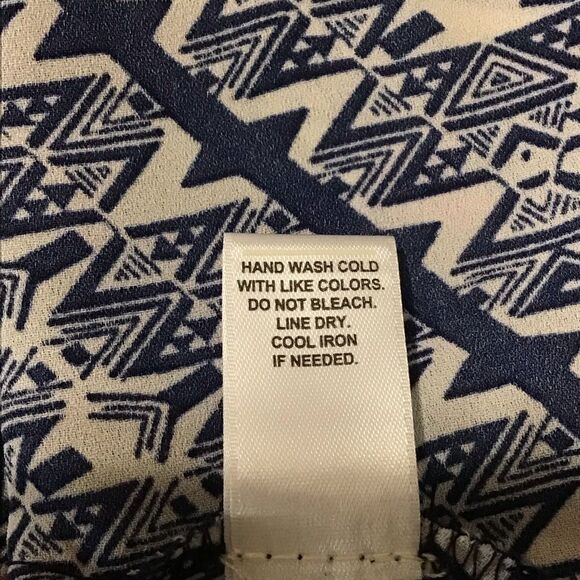 HAND WASH COLD
WITH LIKE COLORS.
DO NOT BLEACH.
LINE DRY.
COOL IRON
IF NEEDED.